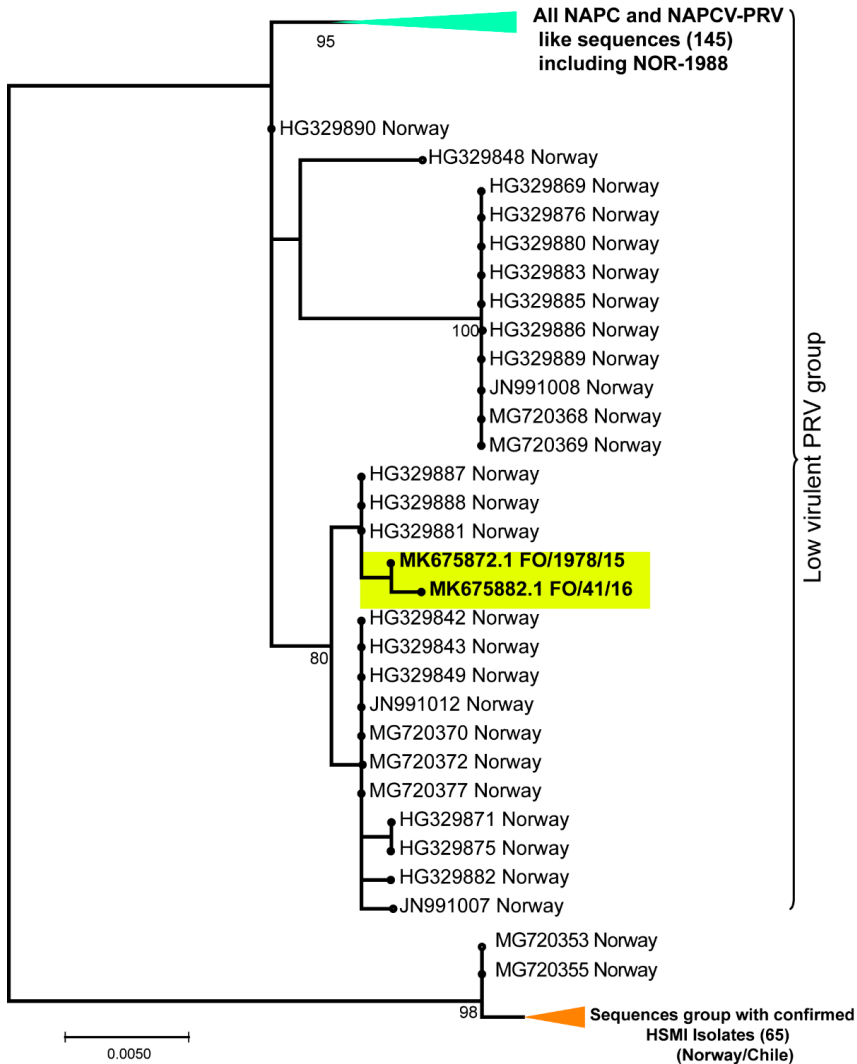 All NAPC and NAPCV-PRV
like sequences (145)
including NOR-1988
95
HG329890 Norway
HG329848 Norway
HG329869 Norway
HG329876 Norway
HG329880 Norway
HG329883 Norway
HG329885 Norway
100
HG329886 Norway
HG329889 Norway
JN991008 Norway
MG720368 Norway
MG720369 Norway
HG329887 Norway
HG329888 Norway
HG329881 Norway
MK675872.1 FO/1978/15
MK675882.1 FO/41/16
HG329842 Norway
HG329843 Norway
80
HG329849 Norway
JN991012 Norway
MG720370 Norway
MG720372 Norway
MG720377 Norway
HG329871 Norway
HG329875 Norway
HG329882 Norway
JN991007 Norway
Low virulent PRV group
MG720353 Norway
MG720355 Norway
98
Sequences group with confirmed
HSMI Isolates (65)
(Norway/Chile)
0.0050